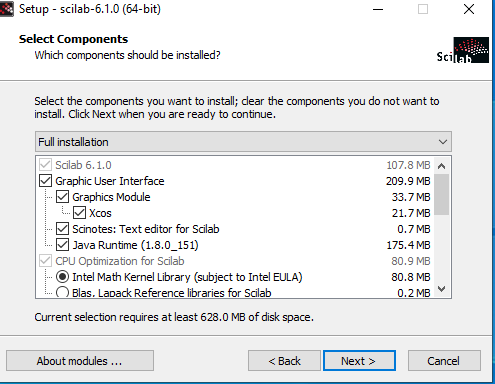 Setup - scilab-6.1.0 (64-bit)
Select Components
Which components should be installed?
Scilab
Select the components you want to install; clear the components you do not want to
install. Click Next when you are ready to continue.
Full installation
Scilab 6.1.0 107.8 MB
Graphic User Interface 209.9 MB
Graphics Module 33.7 MB
Xcos 21.7 MB
Scinotes: Text editor for Scilab 0.7 MB
Java Runtime (1.8.0_151) 175.4 MB
CPU Optimization for Scilab 80.9 MB
Intel Math Kernel Library (subject to Intel EULA) 80.8 MB
Blas, Lapack Reference libraries for Scilab 0.2 MB
Current selection requires at least 628.0 MB of disk space.
About modules ... < Back Next > Cancel